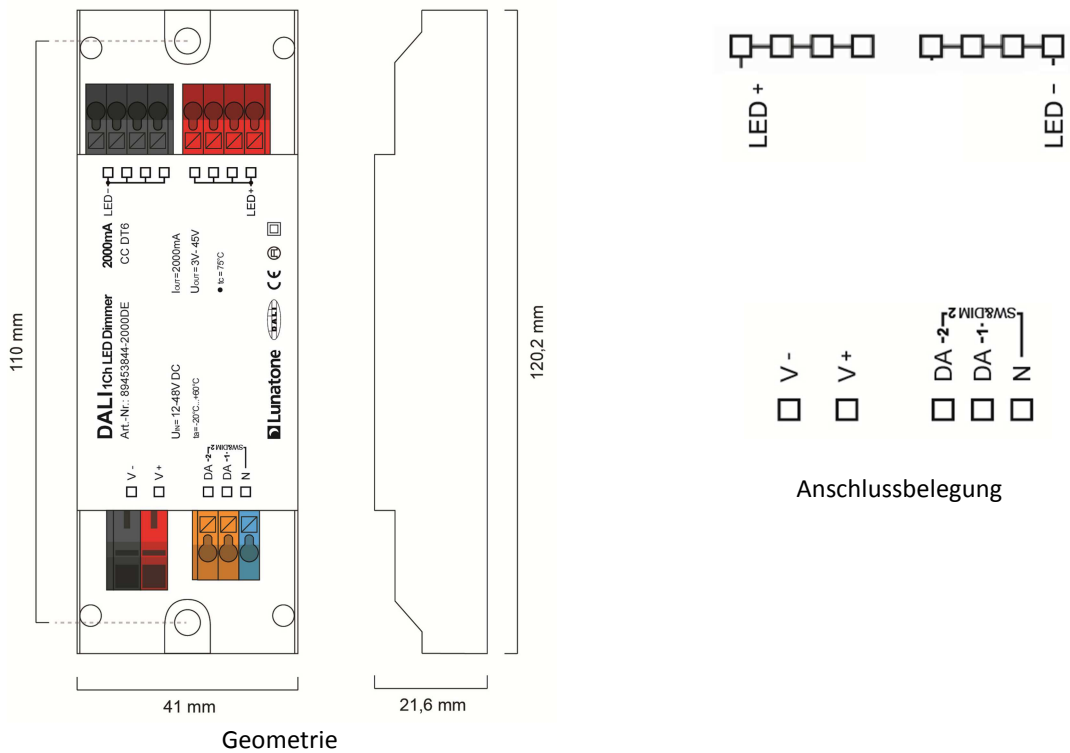 110 mm
LED−
LED+
2000mA
CC DT6
IOUT=2000mA
UOUT=3V- 45V
● tc = 75°C
DALI 1Ch LED Dimmer
Art.-Nr.: 89453844-2000DE
UIN= 12-48V DC
ta=-20°C...+60°C
DALI
CE
Lunatone
V -
V +
DA -2-
DA -1-
N
SW&DIM 2
120,2 mm
41 mm
21,6 mm
Geometrie
LED +
LED −
V -
V +
DA -2-
DA -1-
N
SW&DIM 2
Anschlussbelegung